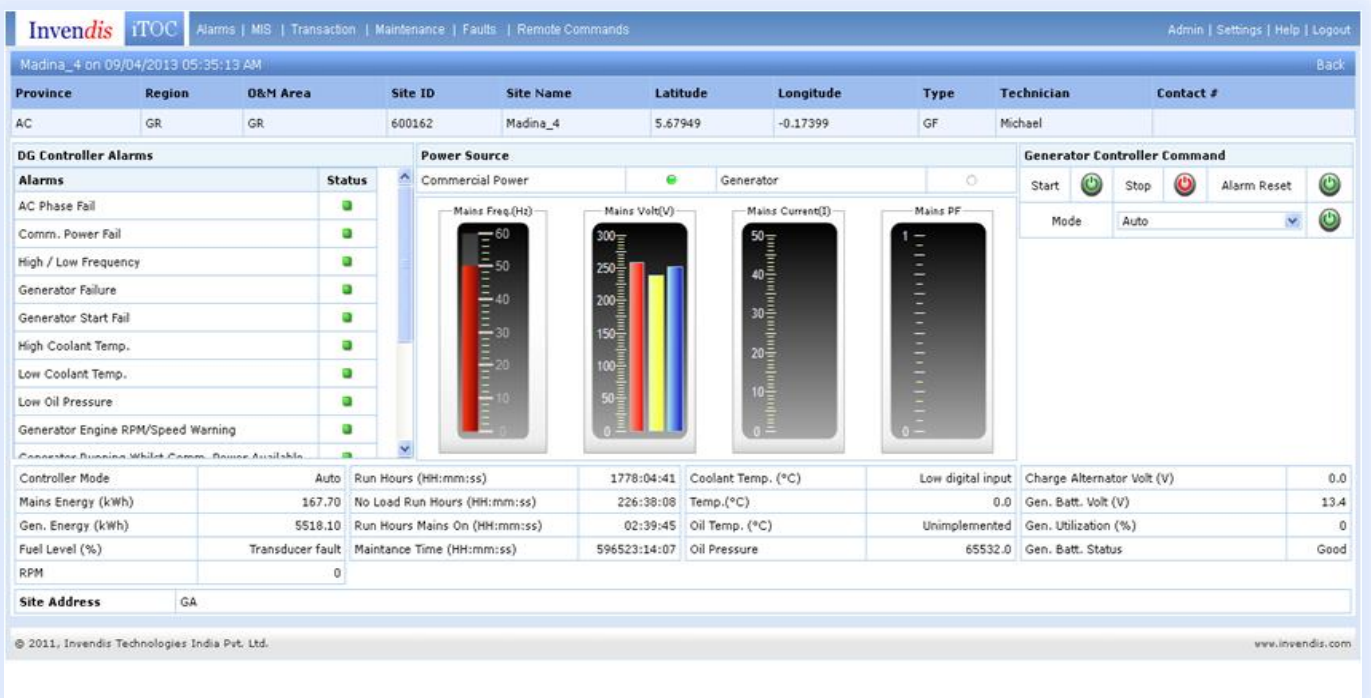 Invendis iTOC Alarms | MIS | Transaction | Maintenance | Faults | Remote Commands Admin | Settings | Help | Logout
Madina_4 on 09/04/2013 05:35:13 AM Back
Province Region O&M Area Site ID Site Name Latitude Longitude Type Technician Contact #
AC GR GR 600162 Madina_4 5.67949 -0.17399 GF Michael
DG Controller Alarms
Alarms Status
AC Phase Fail
Comm. Power Fail
High / Low Frequency
Generator Failure
Generator Start Fail
High Coolant Temp.
Low Coolant Temp.
Low Oil Pressure
Generator Engine RPM/Speed Warning
Generator Running Whilst Comm. Power Available
Power Source
Commercial Power Generator
Mains Freq.(Hz)
60
50
40
30
20
10
0
Mains Volt(V)
300
250
200
150
100
50
0
Mains Current(I)
50
40
30
20
10
0
Mains PF
1
0
Generator Controller Command
Start Stop Alarm Reset
Mode Auto
Controller Mode Auto Run Hours (HH:mm:ss) 1778:04:41 Coolant Temp. (°C) Low digital input Charge Alternator Volt (V) 0.0
Mains Energy (kWh) 167.70 No Load Run Hours (HH:mm:ss) 226:38:08 Temp.(°C) 0.0 Gen. Batt. Volt (V) 13.4
Gen. Energy (kWh) 5518.10 Run Hours Mains On (HH:mm:ss) 02:39:45 Oil Temp. (°C) Unimplemented Gen. Utilization (%) 0
Fuel Level (%) Transducer fault Maintance Time (HH:mm:ss) 596523:14:07 Oil Pressure 65532.0 Gen. Batt. Status Good
RPM 0
Site Address GA
© 2011, Invendis Technologies India Pvt. Ltd. www.invendis.com